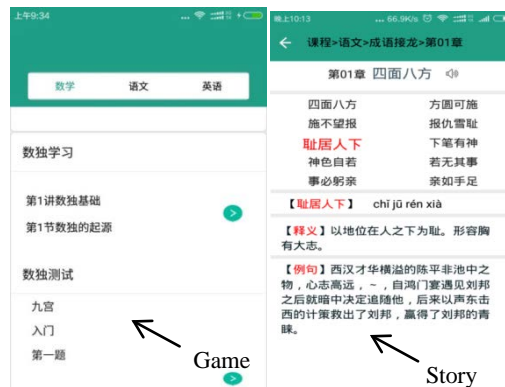 上午9:34
数学 语文 英语
数独学习
第1讲数独基础
第1节数独的起源
数独测试
九宫
入门
第一题
Game
上10:13 ... 66.9K/s
课程>语文>成语接龙>第01章
第01章 四面八方
四面八方 方圆可施
施不望报 报仇雪耻
耻居人下 下笔有神
神色自若 若无其事
事必躬亲 亲如手足
【耻居人下】 chǐ jū rén xià
【释义】以地位在人之下为耻。形容胸
有大志。
【例句】西汉才华横溢的陈平非池中之
物，心志高远，~，自鸿门宴遇见刘邦
之后就暗中决定追随他，后来以声东击
西的计策救出了刘邦，赢得了刘邦的青
睐。
Story